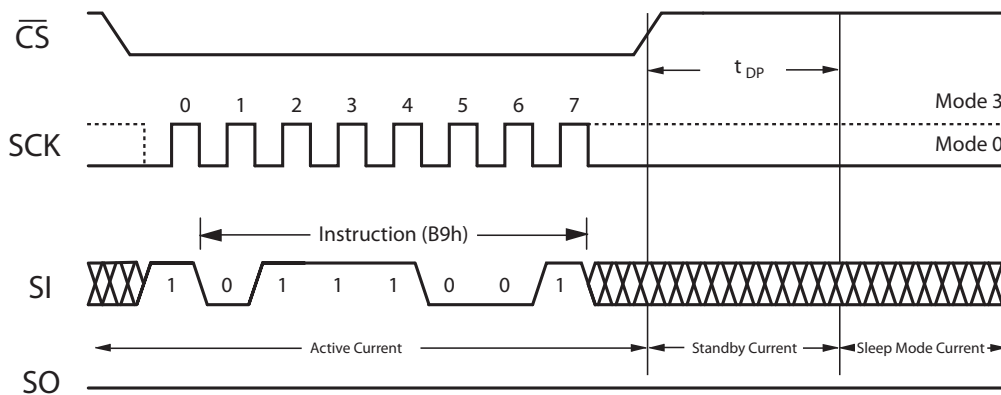 CS
t DP
0 1 2 3 4 5 6 7
Mode 3
SCK
Mode 0
Instruction (B9h)
SI
1 0 1 1 1 0 0 1
Active Current
Standby Current
Sleep Mode Current
SO